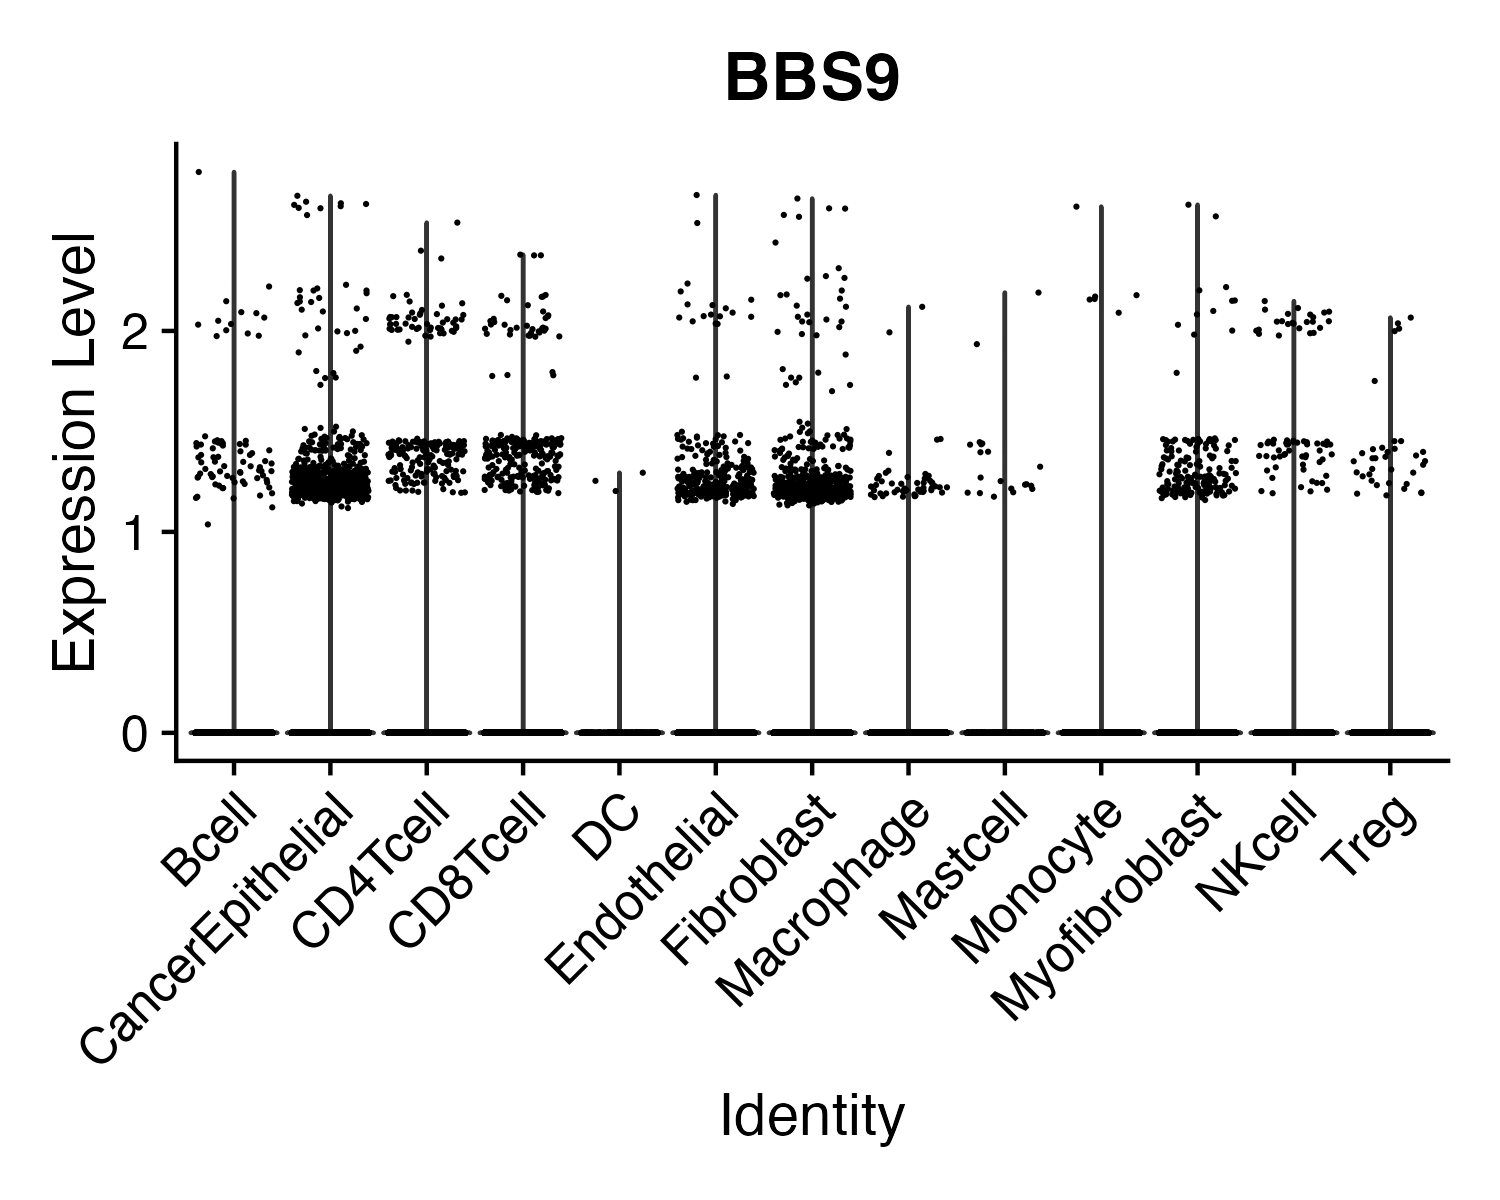 BBS9
Expression Level
2
1
0
Bcell
CancerEpithelial
CD4Tcell
CD8Tcell
DC
Endothelial
Fibroblast
Macrophage
Mastcell
Monocyte
Myofibroblast
NKcell
Treg
Identity